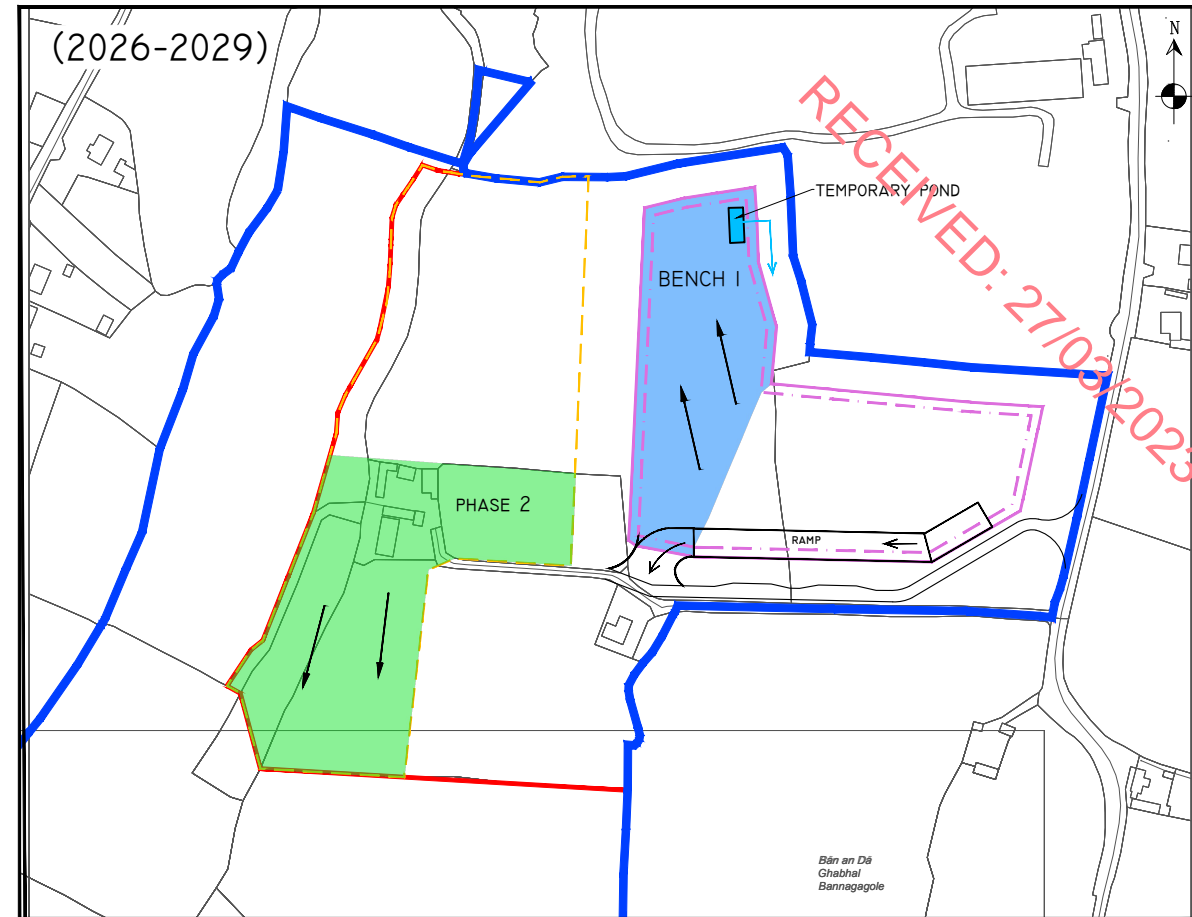 (2026-2029)
N
RECEIVED: 27/03/2023
TEMPORARY POND
BENCH 1
PHASE 2
RAMP
Bán an Dá
Ghabhal
Bannagagole